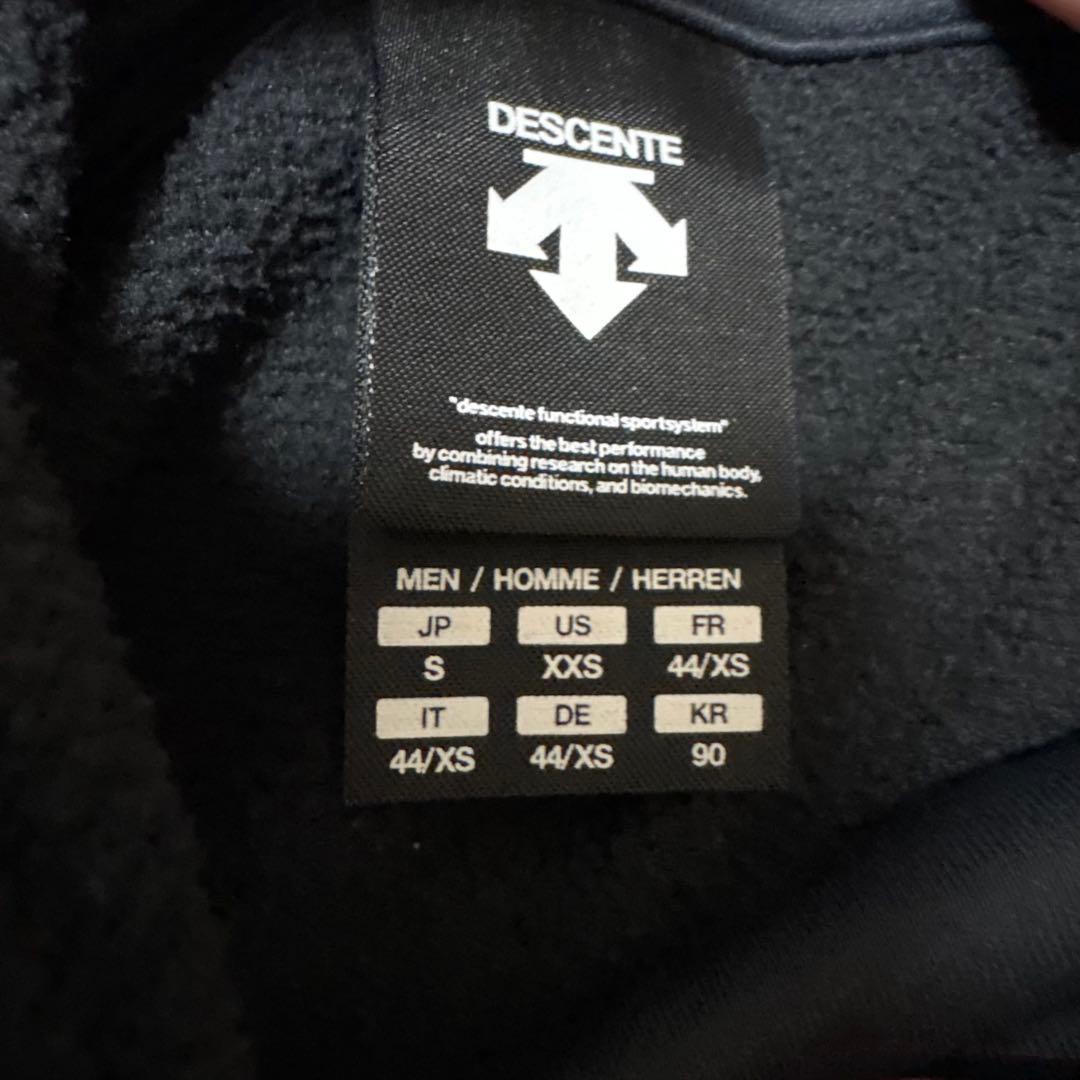 DESCENTE
"descente functional sportsystem"
offers the best performance
by combining research on the human body,
climatic conditions, and biomechanics.
MEN / HOMME / HERREN
JP US FR
S XXS 44/XS
IT DE KR
44/XS 44/XS 90